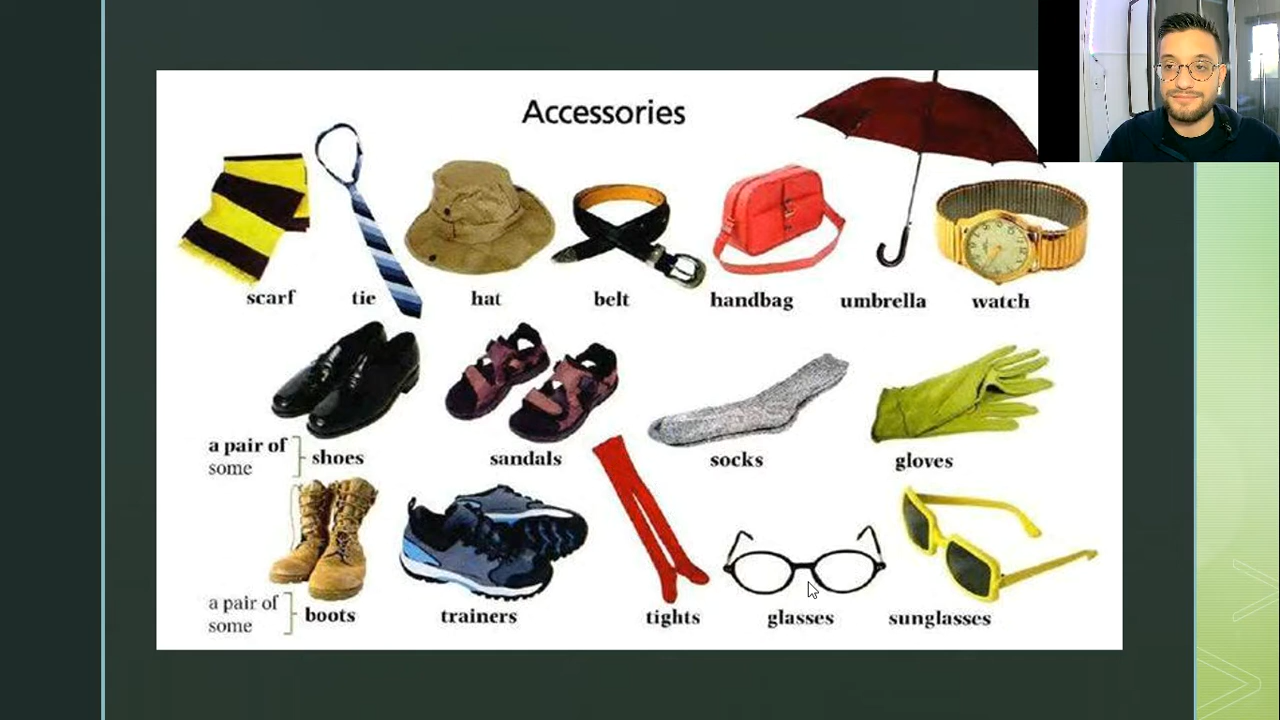 Accessories
scarf tie hat belt handbag umbrella watch
a pair of
some
shoes sandals socks gloves
a pair of
some
boots trainers tights glasses sunglasses